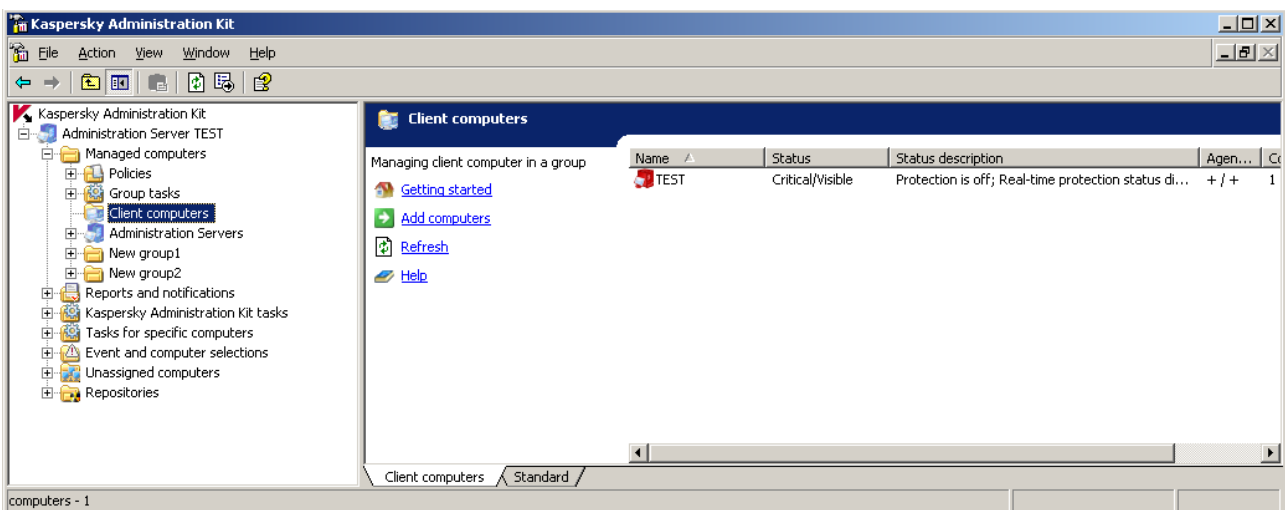 Kaspersky Administration Kit
File Action View Window Help
Kaspersky Administration Kit
Administration Server TEST
Managed computers
Policies
Group tasks
Client computers
Administration Servers
New group1
New group2
Reports and notifications
Kaspersky Administration Kit tasks
Tasks for specific computers
Event and computer selections
Unassigned computers
Repositories
Client computers
Managing client computer in a group
Getting started
Add computers
Refresh
Help
Name Status Status description Agen... Co
TEST Critical/Visible Protection is off; Real-time protection status di... + / + 1
Client computers Standard
computers - 1